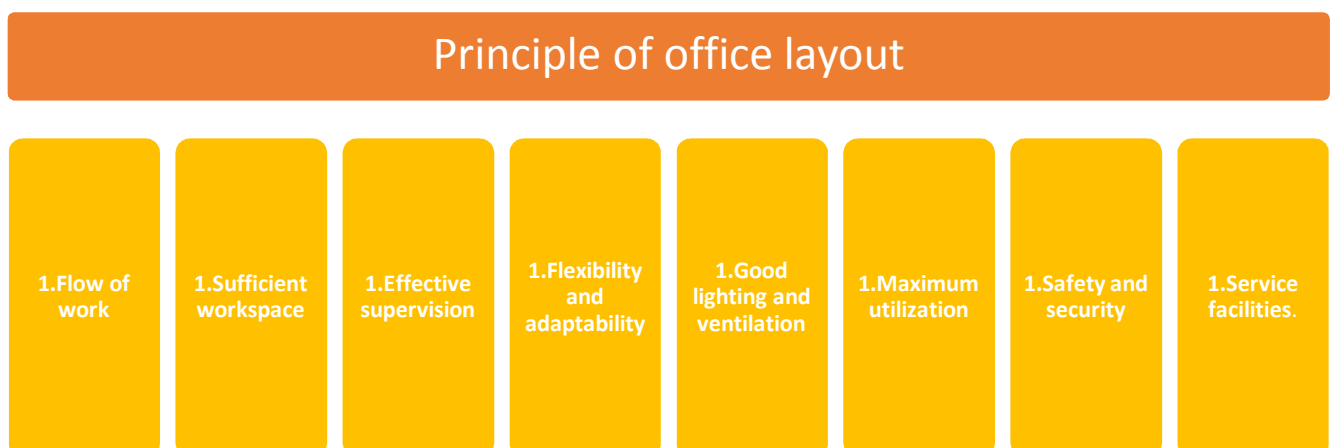 Principle of office layout
1.Flow of
work
1.Sufficient
workspace
1.Effective
supervision
1.Flexibility
and
adaptability
1.Good
lighting and
ventilation
1.Maximum
utilization
1.Safety and
security
1.Service
facilities.